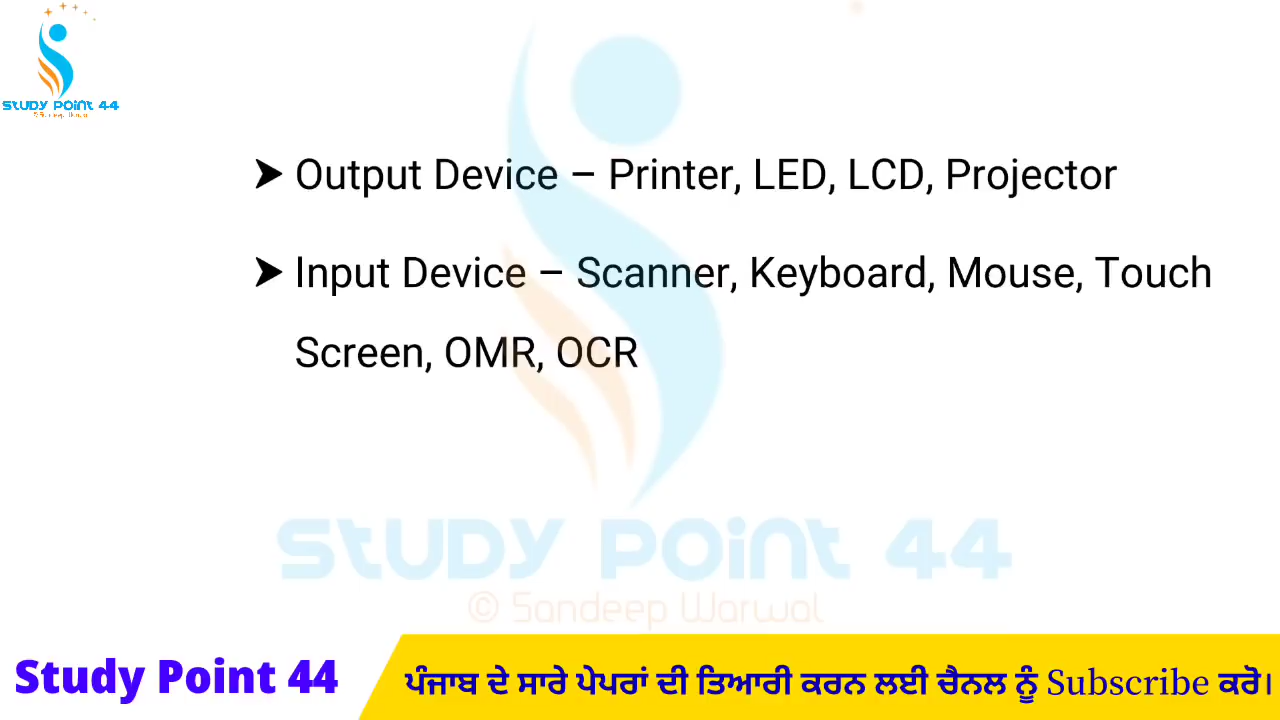 STUDY POINT 44
➤ Output Device – Printer, LED, LCD, Projector
➤ Input Device – Scanner, Keyboard, Mouse, Touch
Screen, OMR, OCR
STUDY POINT 44
© Sandeep Warwal
Study Point 44
ਪੰਜਾਬ ਦੇ ਸਾਰੇ ਪੇਪਰਾਂ ਦੀ ਤਿਆਰੀ ਕਰਨ ਲਈ ਚੈਨਲ ਨੂੰ Subscribe ਕਰੋ।